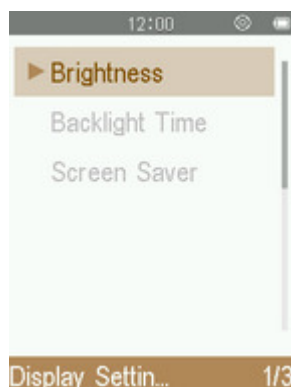 12:00
Brightness
Backlight Time
Screen Saver
Display Settin... 1/3